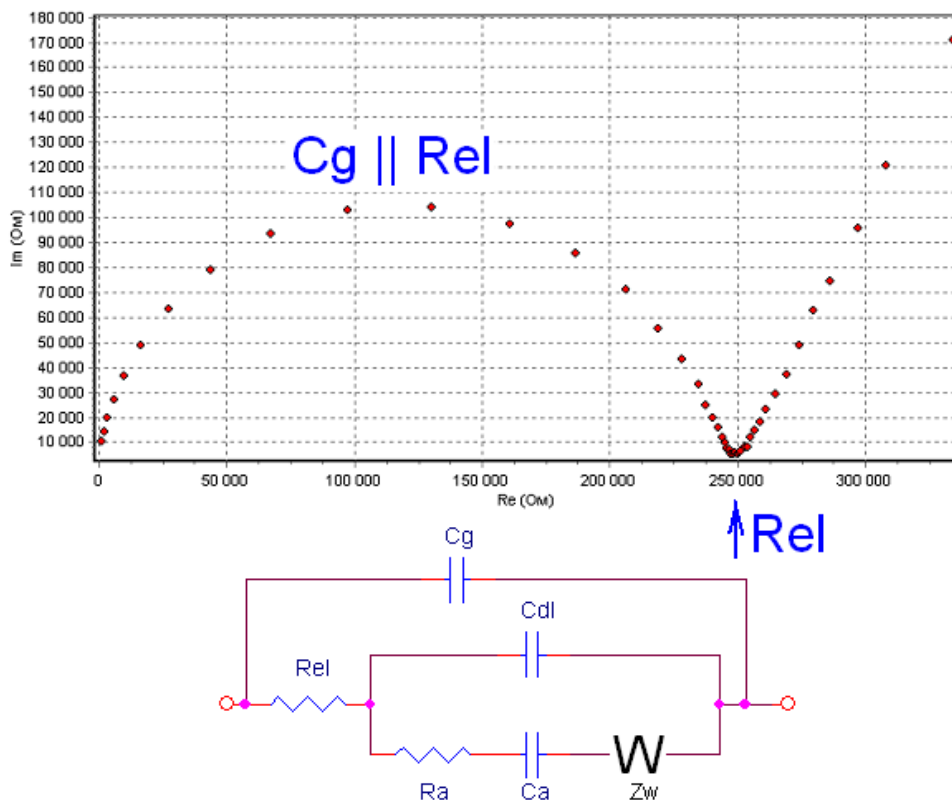 180 000
170 000
160 000
150 000
140 000
130 000
120 000
110 000
100 000
90 000
80 000
70 000
60 000
50 000
40 000
30 000
20 000
10 000
Im (Ом)
Cg || Rel
0 50 000 100 000 150 000 200 000 250 000 300 000
Re (Ом)
Rel
Cg
Cdl
Rel
W
Ra Ca Zw